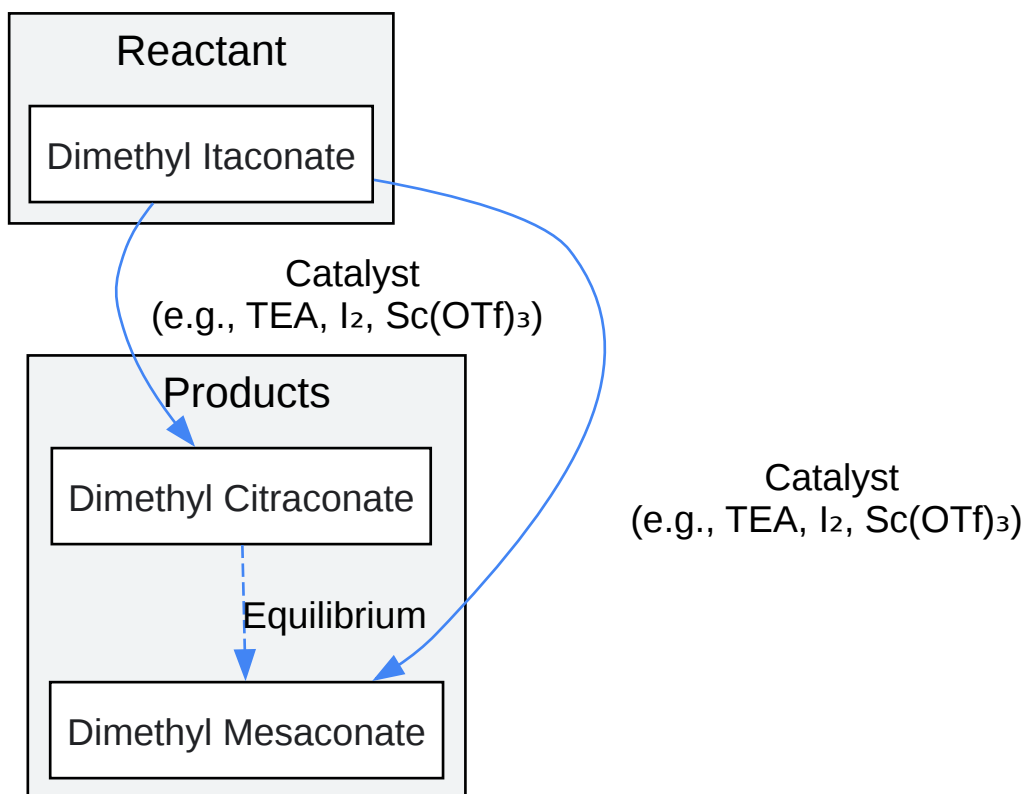 Reactant
Dimethyl Itaconate
Catalyst
(e.g., TEA, I₂, Sc(OTf)₃)
Products
Dimethyl Citraconate
Catalyst
(e.g., TEA, I₂, Sc(OTf)₃)
Equilibrium
Dimethyl Mesaconate